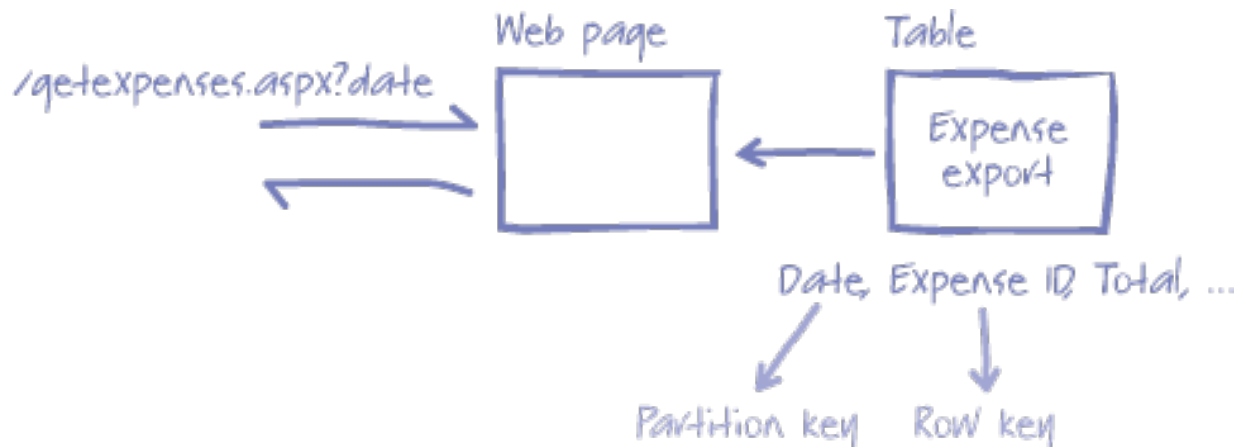 Web page
Table
/getexpenses.aspx?date
Expense
export
Date, Expense ID, Total, ...
Partition key
Row key